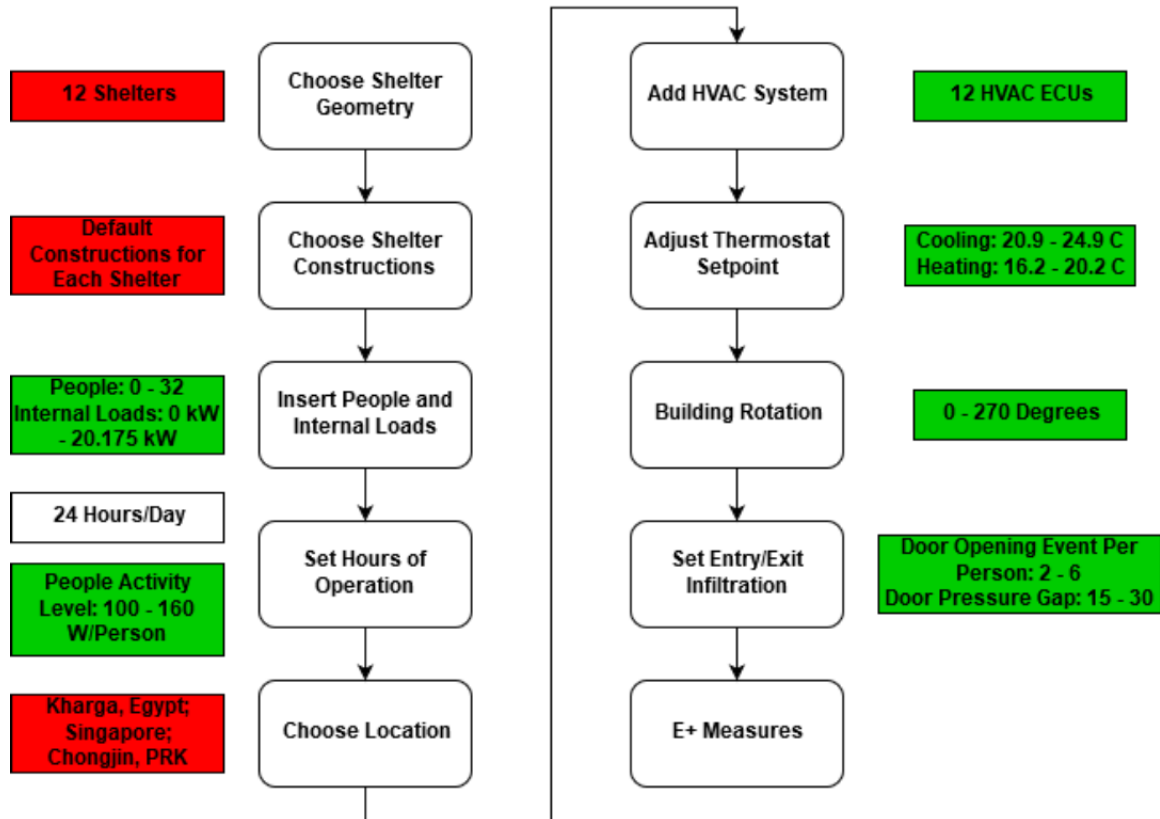 12 Shelters
Choose Shelter
Geometry
Default
Constructions for
Each Shelter
Choose Shelter
Constructions
People: 0 - 32
Internal Loads: 0 kW
- 20.175 kW
Insert People and
Internal Loads
24 Hours/Day
People Activity
Level: 100 - 160
W/Person
Set Hours of
Operation
Kharga, Egypt;
Singapore;
Chongjin, PRK
Choose Location
Add HVAC System
12 HVAC ECUs
Adjust Thermostat
Setpoint
Cooling: 20.9 - 24.9 C
Heating: 16.2 - 20.2 C
Building Rotation
0 - 270 Degrees
Set Entry/Exit
Infiltration
Door Opening Event Per
Person: 2 - 6
Door Pressure Gap: 15 - 30
E+ Measures